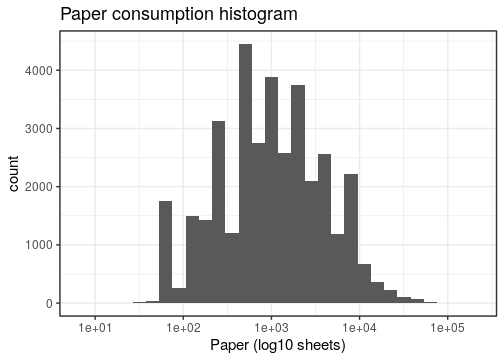 Paper consumption histogram
4000
3000
2000
1000
0
count
1e+01 1e+02 1e+03 1e+04 1e+05
Paper (log10 sheets)